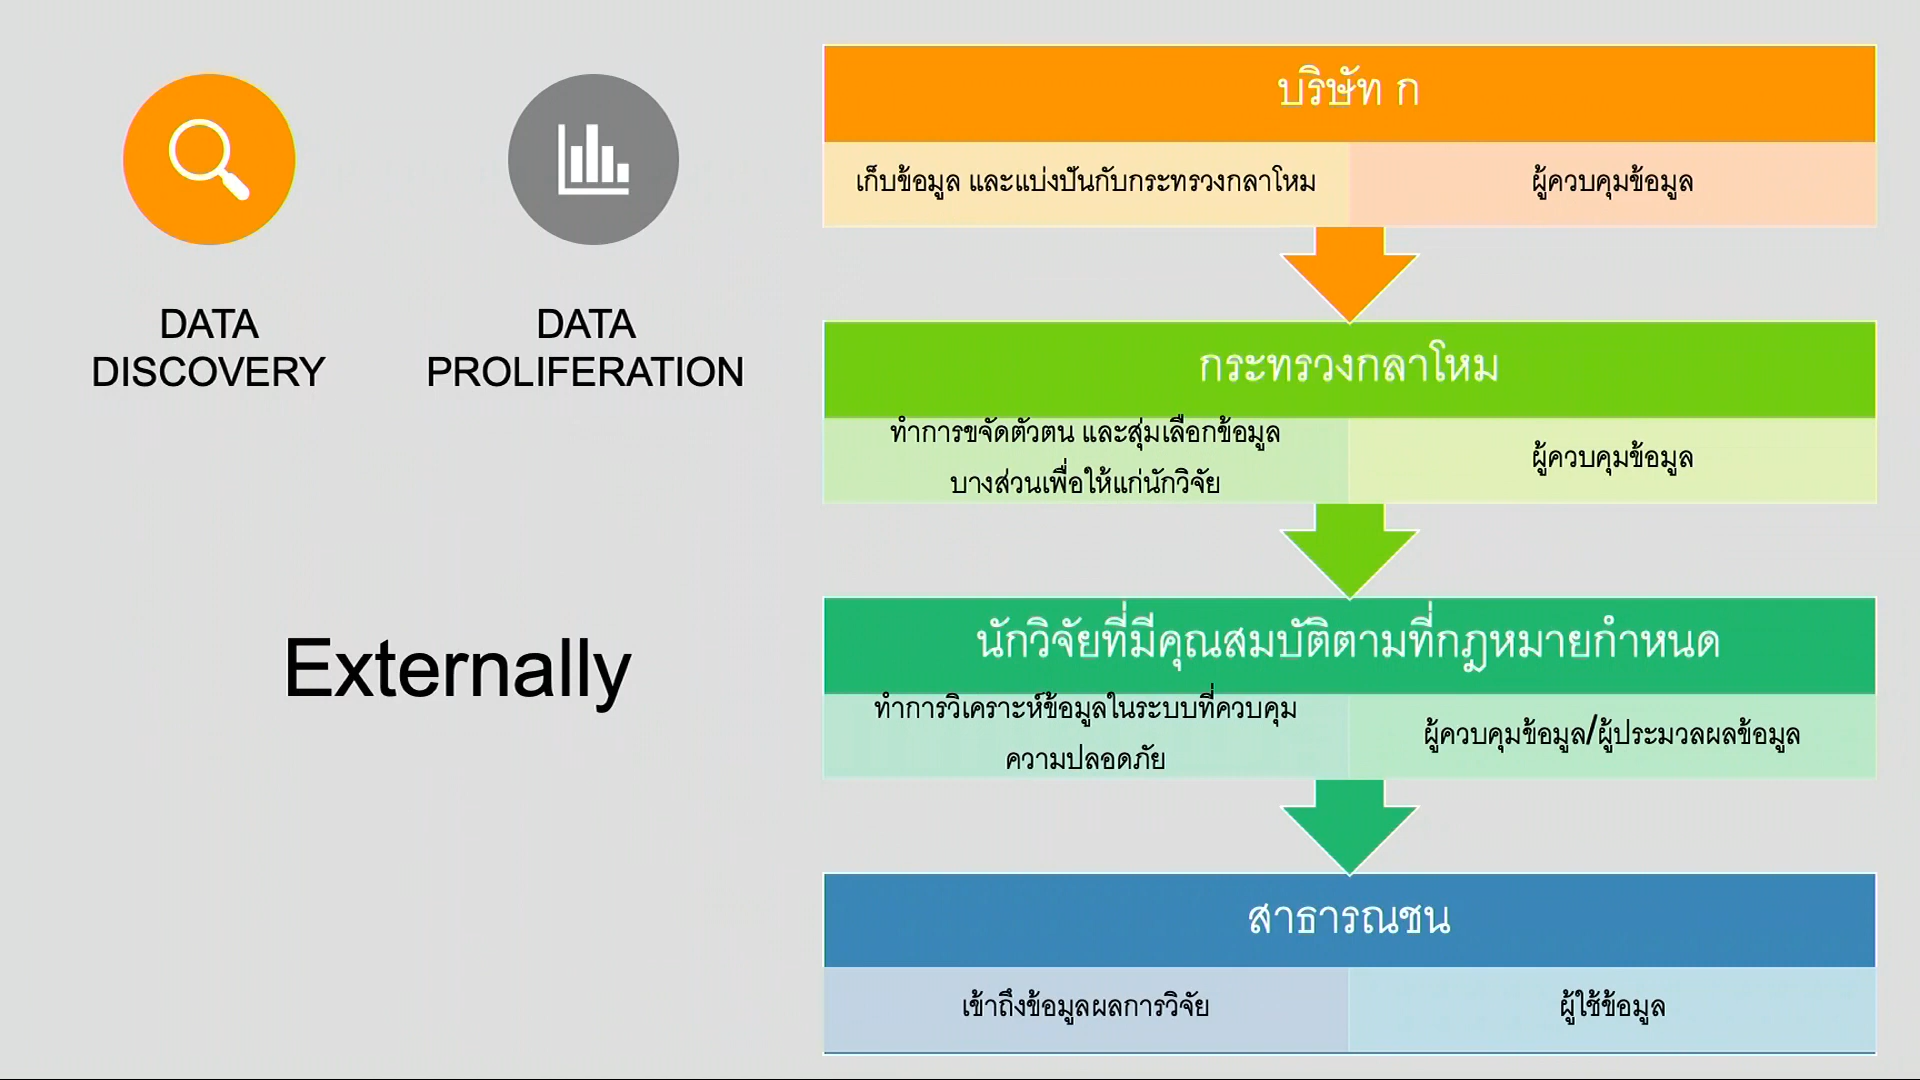 DATA
DISCOVERY
DATA
PROLIFERATION
Externally
บริษัท ก
เก็บข้อมูล และแบ่งปันกับกระทรวงกลาโหม
ผู้ควบคุมข้อมูล
กระทรวงกลาโหม
ทำการขจัดตัวตน และสุ่มเลือกข้อมูล
บางส่วนเพื่อให้แก่นักวิจัย
ผู้ควบคุมข้อมูล
นักวิจัยที่มีคุณสมบัติตามที่กฎหมายกำหนด
ทำการวิเคราะห์ข้อมูลในระบบที่ควบคุม
ความปลอดภัย
ผู้ควบคุมข้อมูล/ผู้ประมวลผลข้อมูล
สาธารณชน
เข้าถึงข้อมูลผลการวิจัย
ผู้ใช้ข้อมูล